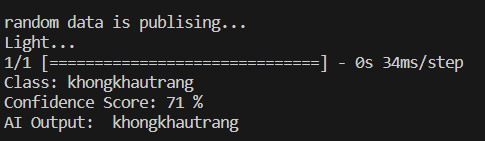 random data is publising...
Light...
1/1 [==============================] - 0s 34ms/step
Class: khongkhautrang
Confidence Score: 71 %
AI Output:  khongkhautrang